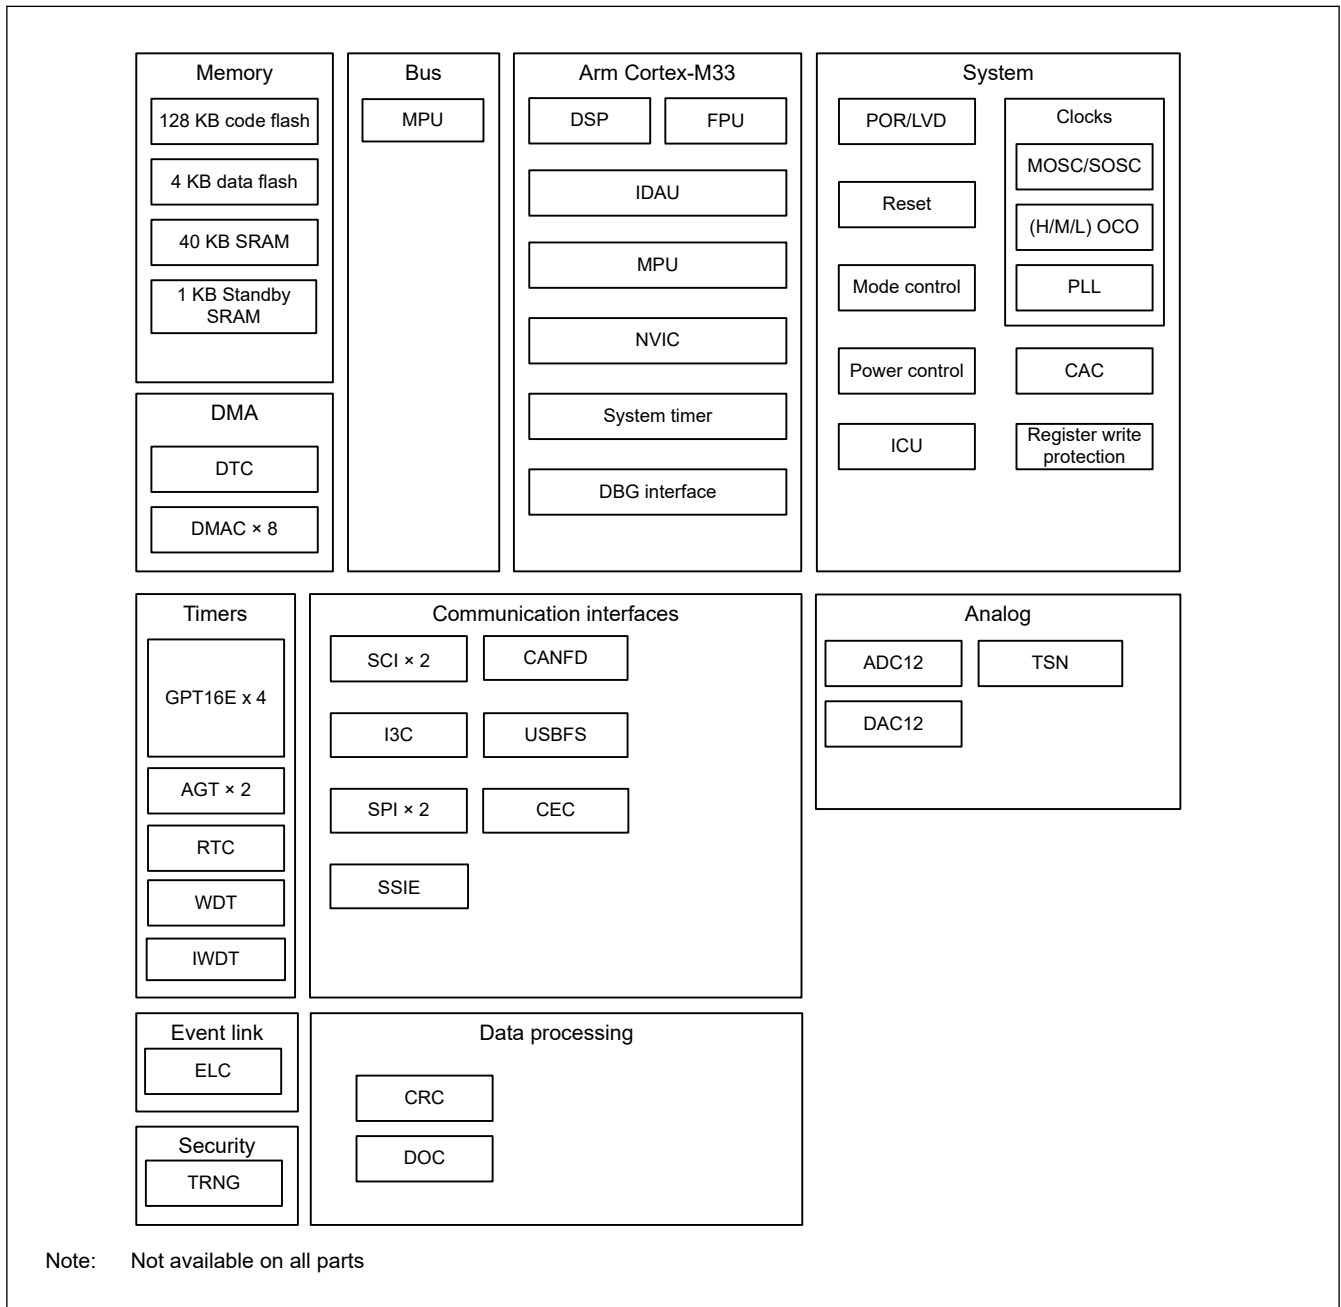 Memory
128 KB code flash
4 KB data flash
40 KB SRAM
1 KB Standby
SRAM
DMA
DTC
DMAC × 8
Bus
MPU
Arm Cortex-M33
DSP
FPU
IDAU
MPU
NVIC
System timer
DBG interface
System
POR/LVD
Reset
Mode control
Power control
ICU
Clocks
MOSC/SOSC
(H/M/L) OCO
PLL
CAC
Register write
protection
Timers
GPT16E x 4
AGT × 2
RTC
WDT
IWDT
Communication interfaces
SCI × 2
CANFD
I3C
USBFS
SPI × 2
CEC
SSIE
Analog
ADC12
TSN
DAC12
Event link
ELC
Security
TRNG
Data processing
CRC
DOC
Note: Not available on all parts